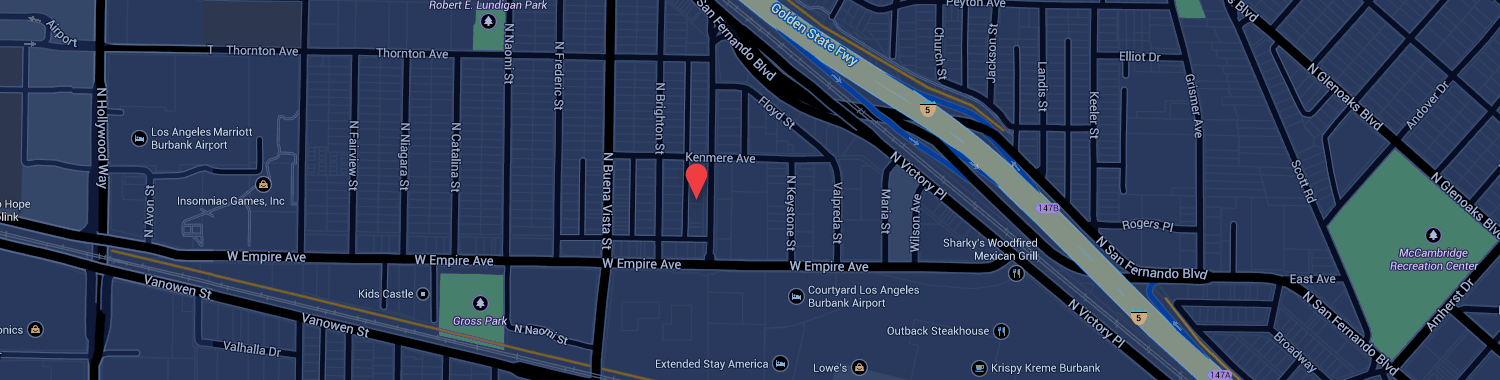 Robert E. Lundigan Park
Peyton Ave
Airport
Thornton Ave
Thornton Ave
N Naomi St
N Frederic St
San Fernando Blvd
Golden State Fwy
5
Church St
Jackson St
Elliot Dr
Landis St
Keeler St
Grismer Ave
N Glenoaks Blvd
Andover Dr
N Hollywood Way
Los Angeles Marriott
Burbank Airport
N Fairview St
N Niagara St
N Catalina St
N Brighton St
Floyd St
Kenmere Ave
N Buena Vista St
N Victory Pl
N Keystone St
Valpreda St
Maria St
Wilson Ave
147B
Scott Rd
N Glenoaks Blvd
Insomniac Games, Inc
N Avon St
Hope
link
Rogers Pl
McCambridge
Recreation Center
Sharky's Woodfired
Mexican Grill
N San Fernando Blvd
W Empire Ave
W Empire Ave
W Empire Ave
W Empire Ave
East Ave
Vanowen St
Kids Castle
Courtyard Los Angeles
Burbank Airport
N Victory Pl
5
N San Fernando Blvd
Amherst Dr
Vanowen St
Gross Park
N Naomi St
Outback Steakhouse
Broadway
onics
Valhalla Dr
Extended Stay America
Lowe's
Krispy Kreme Burbank
147A